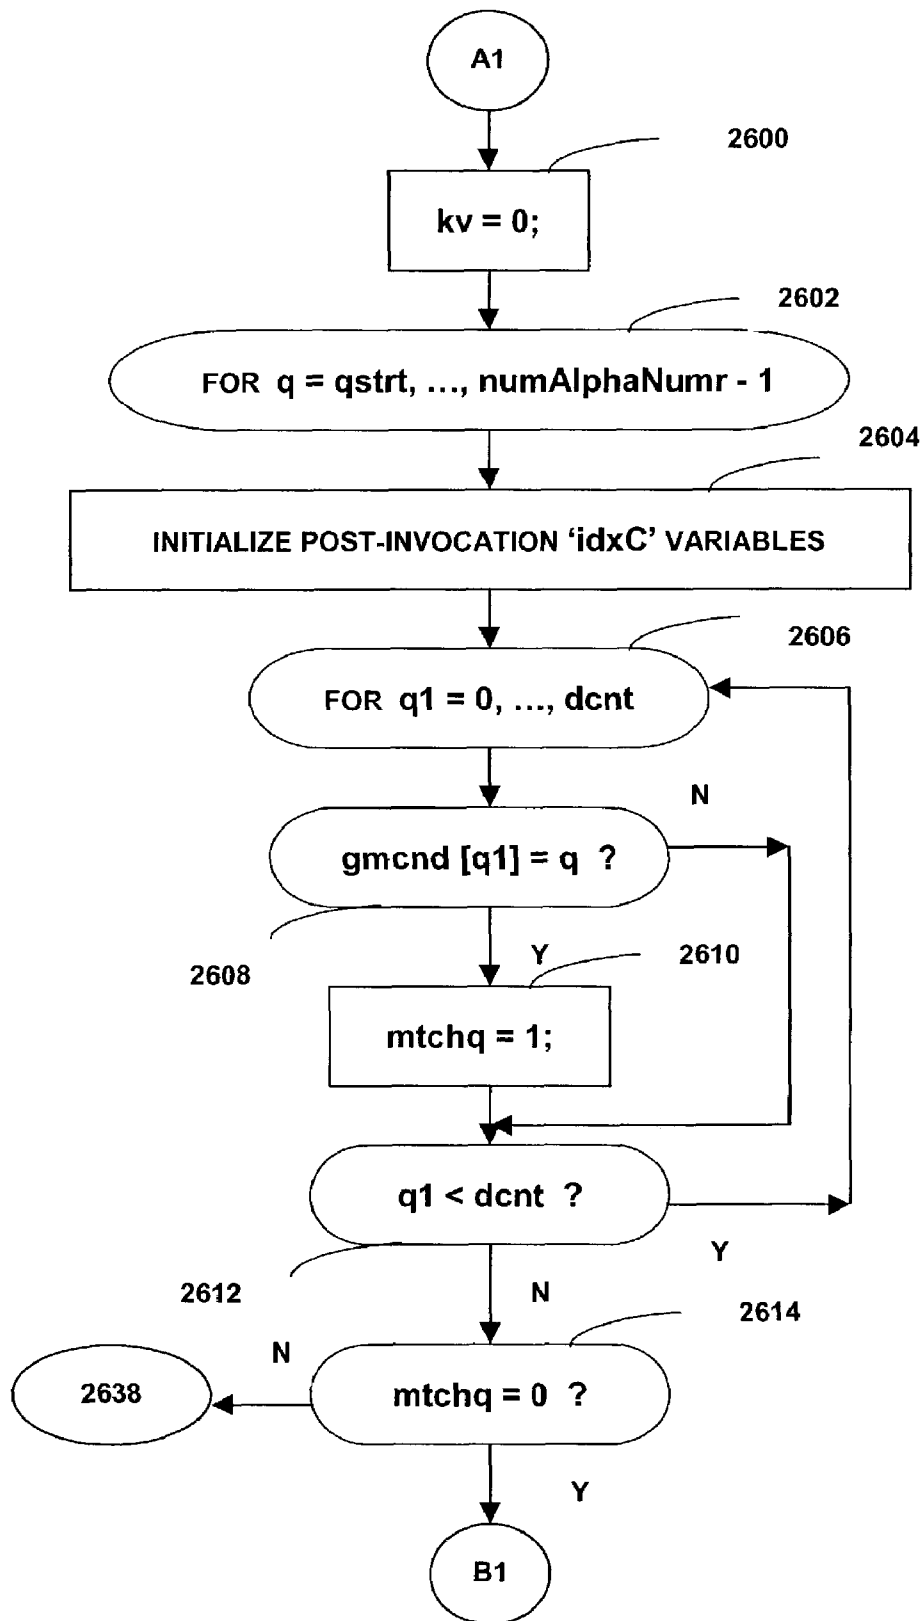 A1
2600
kv = 0;
2602
FOR q = qstrt, ..., numAlphaNumr - 1
2604
INITIALIZE POST-INVOCATION ‘idxC’ VARIABLES
2606
FOR q1 = 0, ..., dcnt
N
gmcnd [q1] = q ?
Y
2610
2608
mtchq = 1;
q1 < dcnt ?
Y
2612
N
2614
N
2638
mtchq = 0 ?
Y
B1